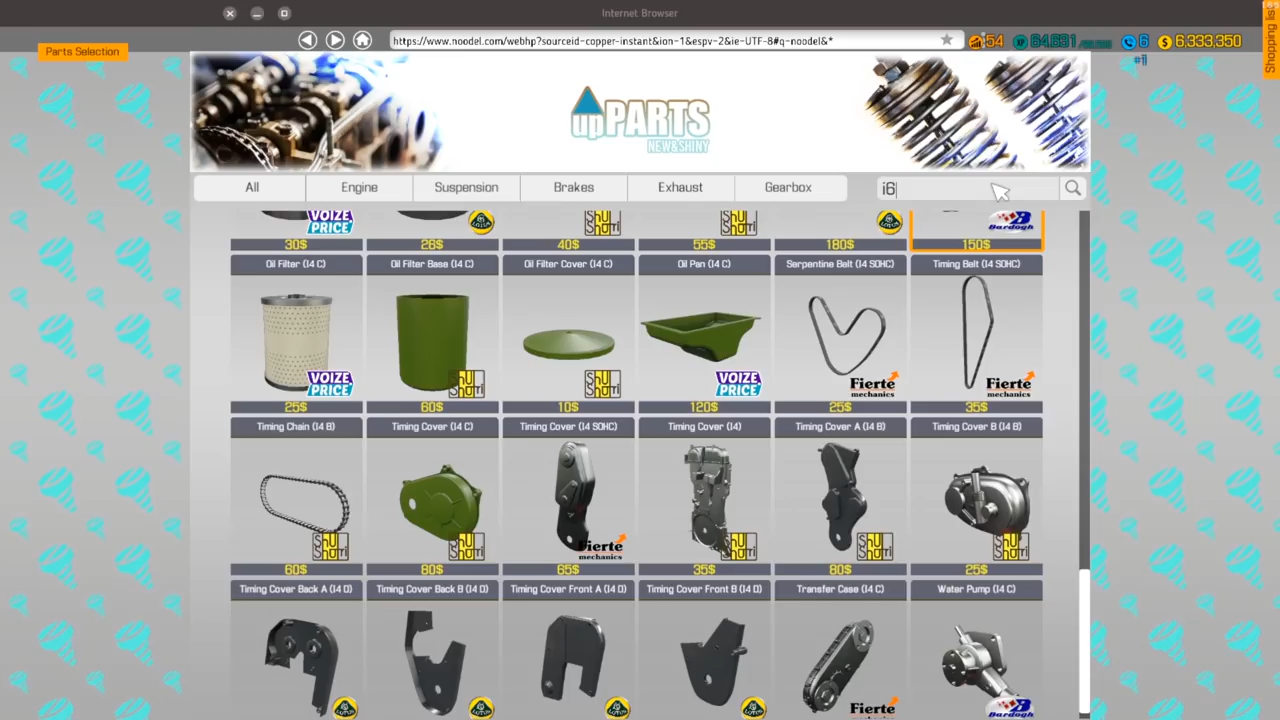 Internet Browser
Parts Selection
https://www.noodel.com/webhp?sourceid-copper-instant&ion-1&espv-2&ie-UTF-8#q-noodel&*
54
6
6,333,350
#1
Shopping list
upPARTS
NEW&SHINY
All
Engine
Suspension
Brakes
Exhaust
Gearbox
i6
VOIZE PRICE
LOTUS
Shuhuri
Shuhuri
LOTUS
Bardogh
30$
26$
40$
55$
180$
150$
Oil Filter (I4 C)
Oil Filter Base (I4 C)
Oil Filter Cover (I4 C)
Oil Pan (I4 C)
Serpentine Belt (I4 SOHC)
Timing Belt (I4 SOHC)
VOIZE PRICE
VOIZE PRICE
Fierte mechanics
Fierte mechanics
25$
60$
10$
120$
25$
35$
Timing Chain (I4 B)
Timing Cover (I4 C)
Timing Cover (I4 SOHC)
Timing Cover (I4)
Timing Cover A (I4 B)
Timing Cover B (I4 B)
Fierte mechanics
60$
80$
65$
35$
80$
25$
Timing Cover Back A (I4 D)
Timing Cover Back B (I4 D)
Timing Cover Front A (I4 D)
Timing Cover Front B (I4 D)
Transfer Case (I4 C)
Water Pump (I4 C)
Fierte
Bardogh